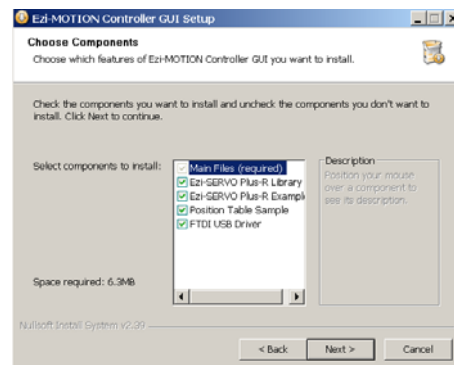 Ezi-MOTION Controller GUI Setup
Choose Components
Choose which features of Ezi-MOTION Controller GUI you want to install.
Check the components you want to install and uncheck the components you don't want to
install. Click Next to continue.
Select components to install:
Main Files (required)
Ezi-SERVO Plus-R Library
Ezi-SERVO Plus-R Exampl
Position Table Sample
FTDI USB Driver
Description
Position your mouse
over a component to
see its description.
Space required: 6.3MB
Nullsoft Install System v2.39
< Back
Next >
Cancel